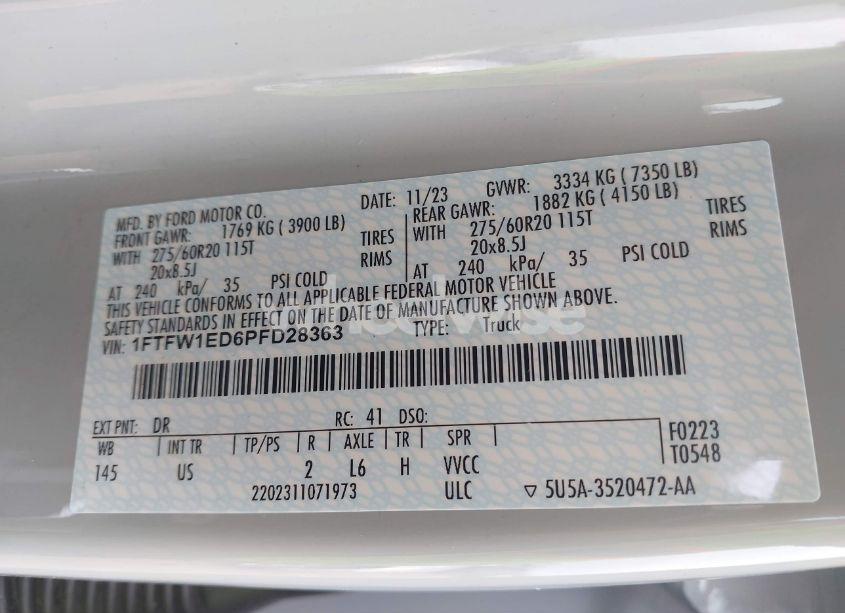 MFD. BY FORD MOTOR CO.
DATE: 11/23 GVWR: 3334 KG ( 7350 LB)
FRONT GAWR: 1769 KG ( 3900 LB)
REAR GAWR: 1882 KG ( 4150 LB)
WITH 275/60R20 115T TIRES
WITH 275/60R20 115T TIRES
20x8.5J RIMS
20x8.5J RIMS
AT 240 kPa/ 35 PSI COLD
AT 240 kPa/ 35 PSI COLD
THIS VEHICLE CONFORMS TO ALL APPLICABLE FEDERAL MOTOR VEHICLE
SAFETY STANDARDS IN EFFECT ON THE DATE OF MANUFACTURE SHOWN ABOVE.
VIN: 1FTFW1ED6PFD28363
TYPE: Truck
EXT PNT: DR RC: 41 DSO:
WB INT TR TP/PS R AXLE TR SPR
145 US 2 L6 H VVCC
F0223
T0548
2202311071973 ULC ▽ 5U5A-3520472-AA